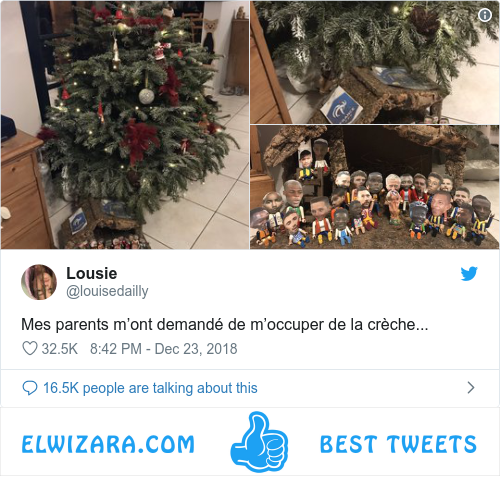 Lousie
@louisedaily
Mes parents m’ont demandé de m’occuper de la crèche...
32.5K 8:42 PM - Dec 23, 2018
16.5K people are talking about this
ELWIZARA.COM BEST TWEETS